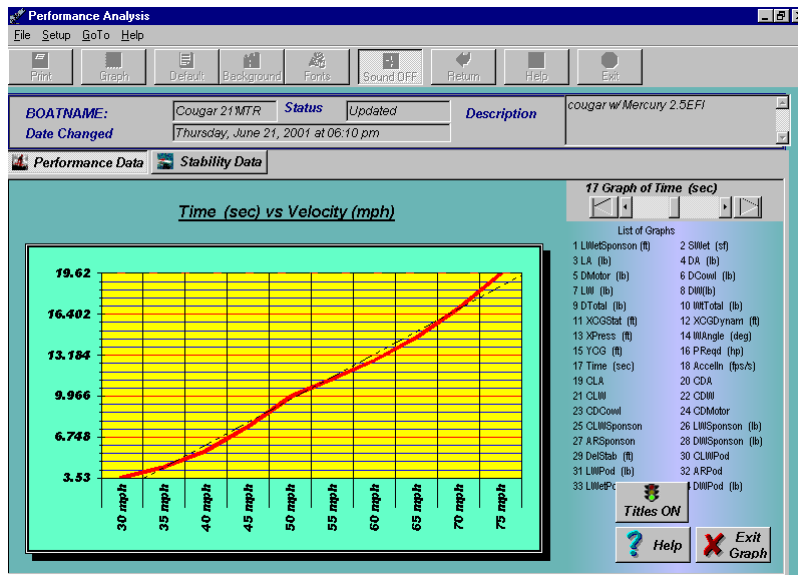 Performance Analysis
File Setup GoTo Help
Print Graph Default Background Fonts Sound OFF Return Help Exit
BOATNAME: Cougar 21'MTR Status Updated Description cougar w/Mercury 2.5EFI
Date Changed Thursday, June 21, 2001 at 06:10 pm
Performance Data Stability Data
17 Graph of Time (sec)
Time (sec) vs Velocity (mph)
19.62
16.402
13.184
9.966
6.748
3.53
30 mph 35 mph 40 mph 45 mph 50 mph 55 mph 60 mph 65 mph 70 mph 75 mph
List of Graphs
1 LWetSponson (ft) 2 SWet (sf)
3 LA (lb) 4 DA (lb)
5 DMotor (lb) 6 DCowl (lb)
7 LW (lb) 8 DW(lb)
9 DTotal (lb) 10 WtTotal (lb)
11 XCGStat (ft) 12 XCGDynam (ft)
13 XPress (ft) 14 WAngle (deg)
15 YCG (ft) 16 PReqd (hp)
17 Time (sec) 18 Accelln (fps/s)
19 CLA 20 CDA
21 CLW 22 CDW
23 CDCowl 24 CDMotor
25 CLWSponson 26 LWSponson (lb)
27 ARSponson 28 DWSponson (lb)
29 DelStab (ft) 30 CLWPod
31 LWPod (lb) 32 ARPod
33 LWetPo DWPod (lb)
Titles ON
Help Exit Graph